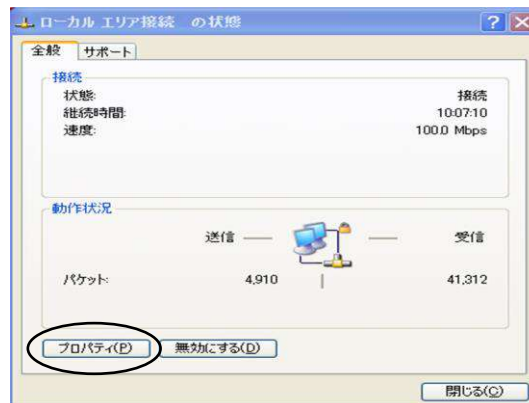 ローカル エリア接続 の状態
全般 サポート
接続
状態: 接続
継続時間: 10:07:10
速度: 100.0 Mbps
動作状況
送信 受信
パケット: 4,910 41,312
プロパティ(P) 無効にする(D)
閉じる(C)